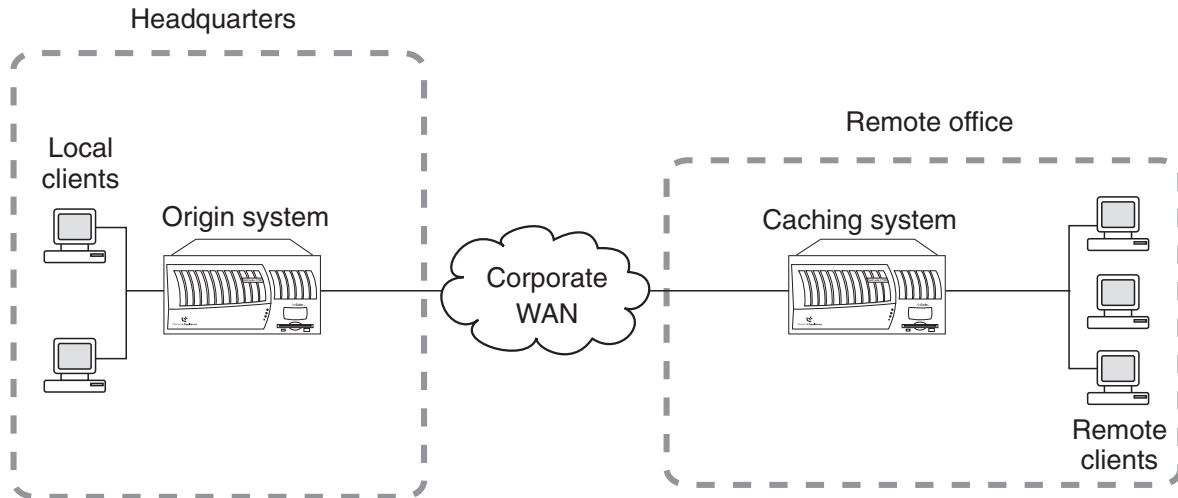 Headquarters
Remote office
Local
clients
Origin system
Corporate
WAN
Caching system
Remote
clients